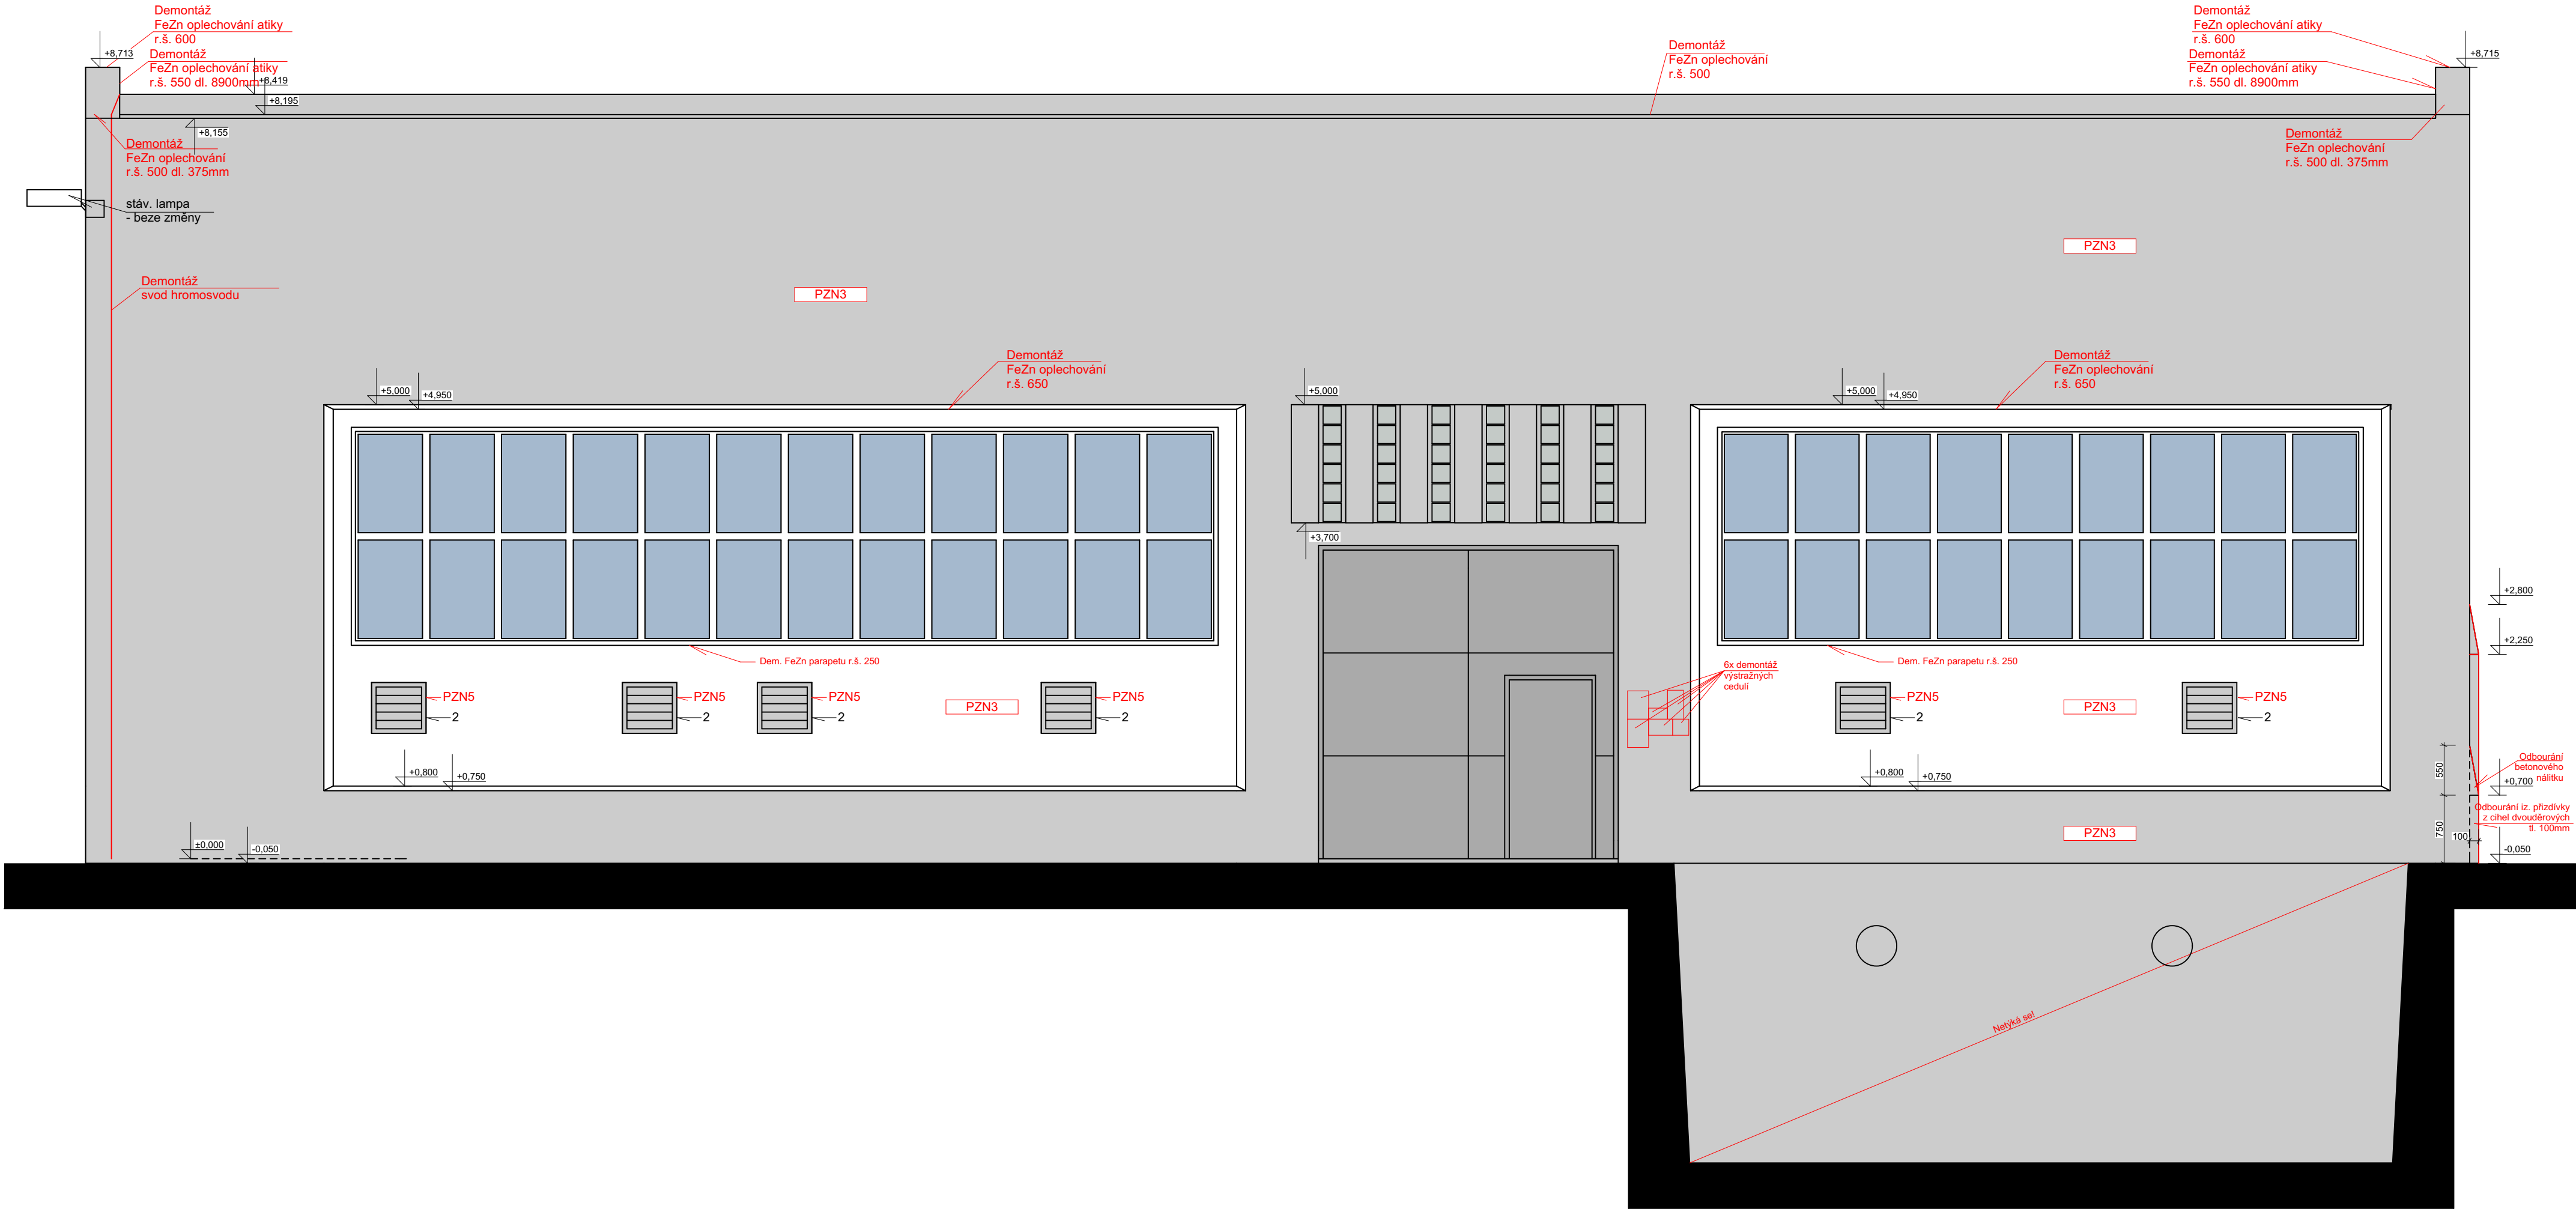 Demontáž
FeZn oplechování atiky
r.š. 600
+8,713
Demontáž
FeZn oplechování atiky
r.š. 550 dl. 8900mm
+8,419
+8,195
+8,155
Demontáž
FeZn oplechování
r.š. 500 dl. 375mm
stáv. lampa
- beze změny
Demontáž
svod hromosvodu
Demontáž
FeZn oplechování
r.š. 500
Demontáž
FeZn oplechování atiky
r.š. 600
+8,715
Demontáž
FeZn oplechování atiky
r.š. 550 dl. 8900mm
Demontáž
FeZn oplechování
r.š. 500 dl. 375mm
PZN3
PZN3
Demontáž
FeZn oplechování
r.š. 650
Demontáž
FeZn oplechování
r.š. 650
+5,000
+4,950
+5,000
+5,000
+4,950
+3,700
+2,800
+2,250
Dem. FeZn parapetu r.š. 250
Dem. FeZn parapetu r.š. 250
6x demontáž
výstražných
cedulí
PZN5
2
PZN5
2
PZN5
2
PZN3
PZN5
2
PZN5
2
PZN3
PZN5
2
+0,800
+0,750
+0,800
+0,750
550
Odbourání
betonového
nálitku
+0,700
Odbourání iz. přizdívky
z cihel dvouděrových
tl. 100mm
750
100
PZN3
±0,000
-0,050
-0,050
Netýká se!